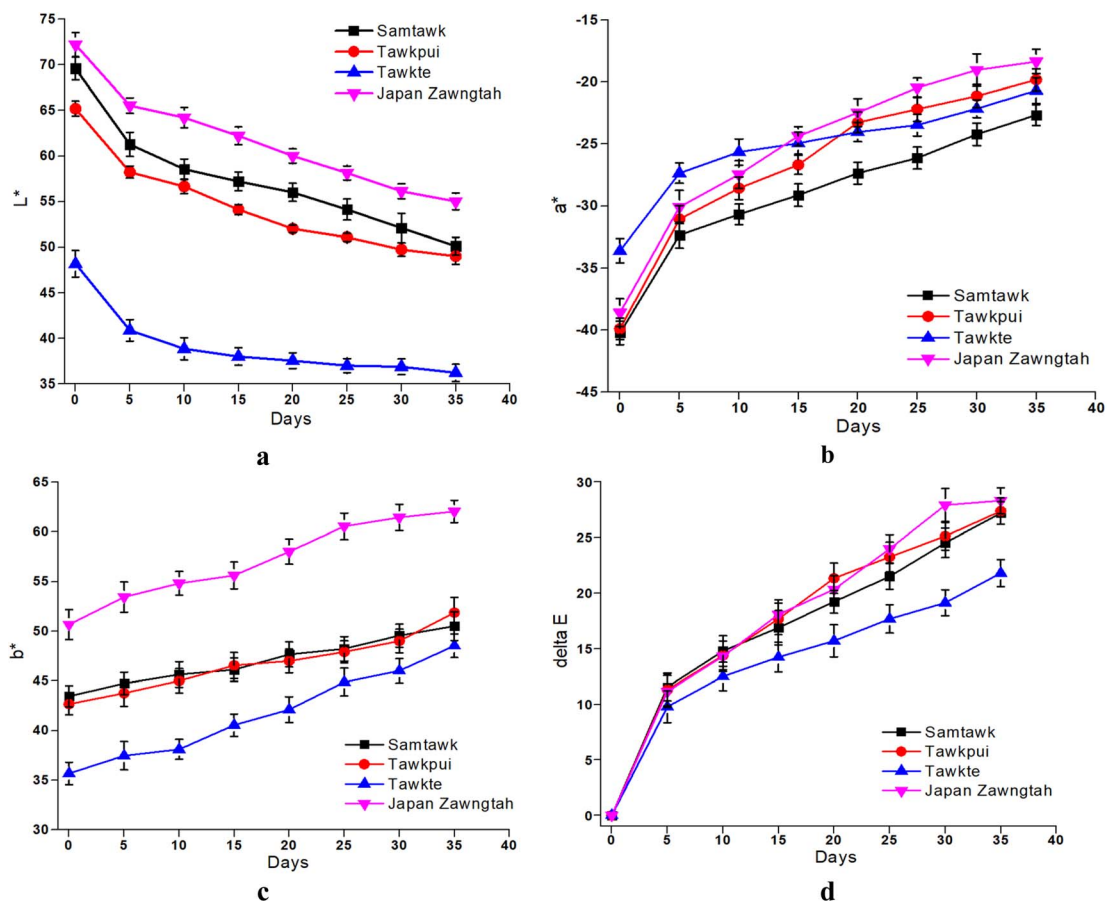 75
70
65
60
55
50
45
40
35
L*
0 5 10 15 20 25 30 35 40
Days
Samtawk
Tawkpui
Tawkte
Japan Zawngtah
a
-15
-20
-25
-30
-35
-40
-45
a*
0 5 10 15 20 25 30 35 40
Days
Samtawk
Tawkpui
Tawkte
Japan Zawngtah
b
65
60
55
50
45
40
35
30
b*
0 5 10 15 20 25 30 35 40
Days
Samtawk
Tawkpui
Tawkte
Japan Zawngtah
c
30
25
20
15
10
5
0
delta E
0 5 10 15 20 25 30 35 40
Days
Samtawk
Tawkpui
Tawkte
Japan Zawngtah
d